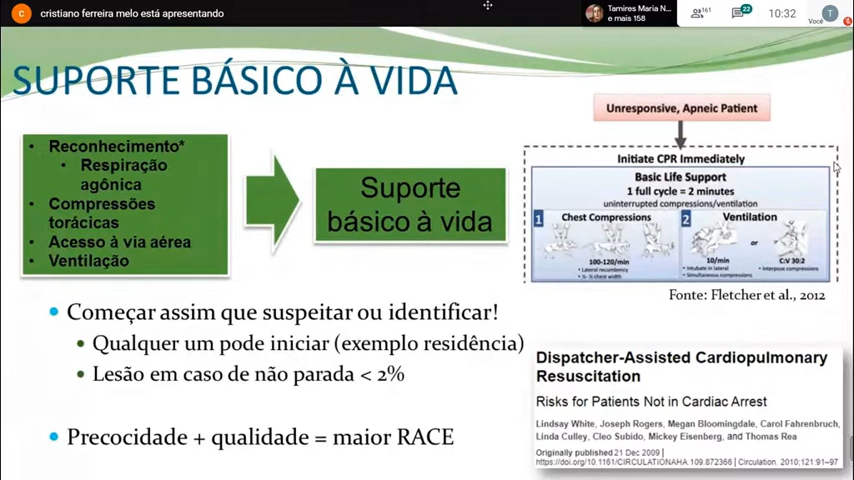 cristiano ferreira melo está apresentando
Tamires Maria N...
e mais 158
161
22
10:32
Você
T
SUPORTE BÁSICO À VIDA
• Reconhecimento*
• Respiração
agônica
• Compressões
torácicas
• Acesso à via aérea
• Ventilação
Suporte
básico à vida
Unresponsive, Apneic Patient
Initiate CPR Immediately
Basic Life Support
1 full cycle = 2 minutes
uninterrupted compressions/ventilation
1 Chest Compressions
100-120/min
• Lateral recumbency
chest width
2 Ventilation
or
10/min
• Intubate in lateral
• Simultaneous compressions
C:V 30:2
• Interpose compressions
Fonte: Fletcher et al., 2012
• Começar assim que suspeitar ou identificar!
• Qualquer um pode iniciar (exemplo residência)
• Lesão em caso de não parada < 2%
• Precocidade + qualidade = maior RACE
Dispatcher-Assisted Cardiopulmonary
Resuscitation
Risks for Patients Not in Cardiac Arrest
Lindsay White, Joseph Rogers, Megan Bloomingdale, Carol Fahrenbruch,
Linda Culley, Cleo Subido, Mickey Eisenberg, and Thomas Rea
Originally published 21 Dec 2009 |
https://doi.org/10.1161/CIRCULATIONAHA.109.872366 | Circulation. 2010;121:91–97